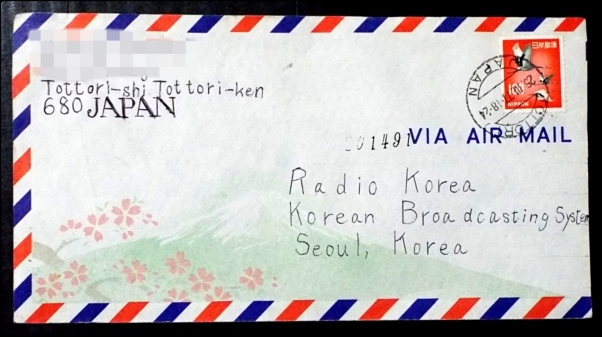 Tottori-shi Tottori-ken
680 JAPAN
日本郵便
NIPPON
JAPAN
TOTTORI
VIA AIR MAIL
Radio Korea
Korean Broadcasting System
Seoul, Korea